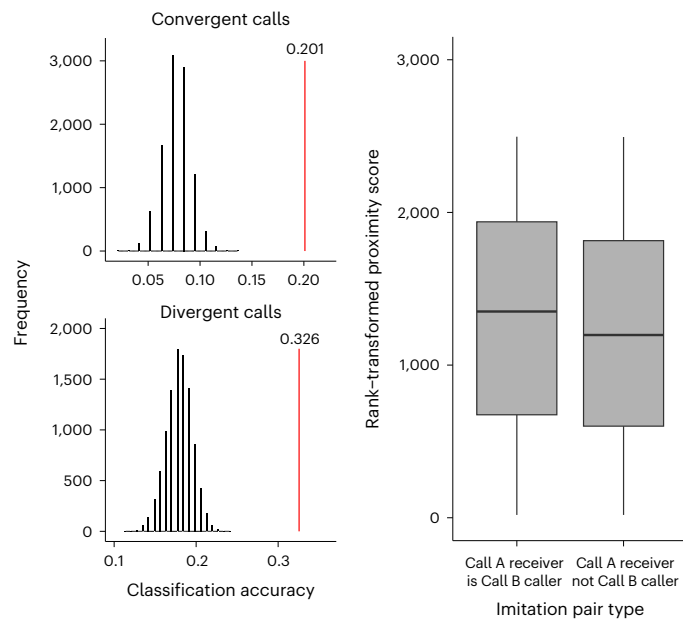 Convergent calls
0.201
3,000
2,000
1,000
0
0.05 0.10 0.15 0.20
Frequency
Divergent calls
0.326
2,000
1,500
1,000
500
0
0.1 0.2 0.3
Classification accuracy
Rank–transformed proximity score
3,000
2,000
1,000
0
Call A receiver
is Call B caller
Call A receiver
not Call B caller
Imitation pair type